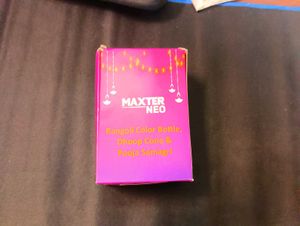 MAXTER
NEO
Rangoli Color Bottle,
Dhoop Cone &
Pooja Samagri